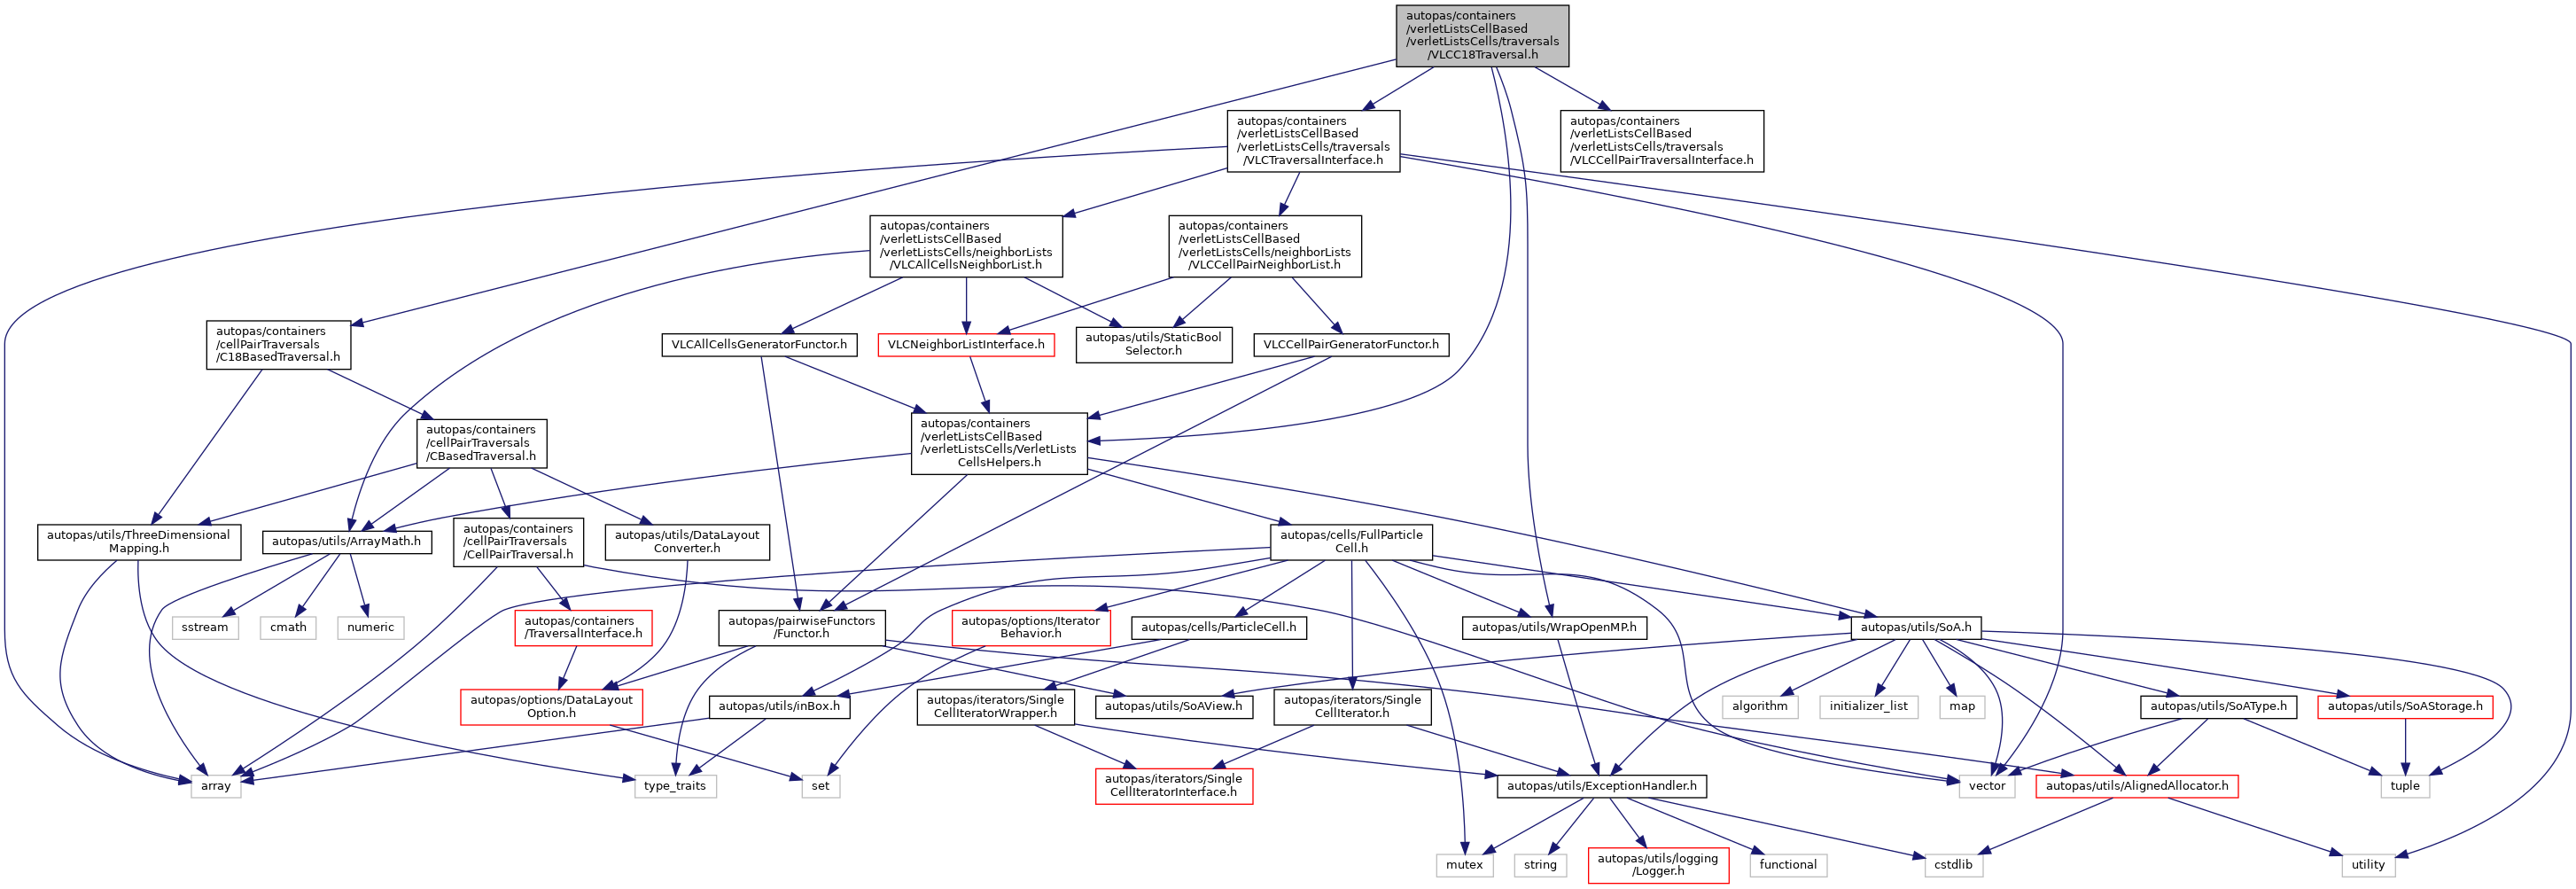 autopas/containers
/verletListsCellBased
/verletListsCells/traversals
/VLCC18Traversal.h
autopas/containers
/verletListsCellBased
/verletListsCells/traversals
/VLCTraversalInterface.h
autopas/containers
/verletListsCellBased
/verletListsCells/traversals
/VLCCellPairTraversalInterface.h
autopas/containers
/verletListsCellBased
/verletListsCells/neighborLists
/VLCAllCellsNeighborList.h
autopas/containers
/verletListsCellBased
/verletListsCells/neighborLists
/VLCCellPairNeighborList.h
autopas/containers
/cellPairTraversals
/C18BasedTraversal.h
VLCAllCellsGeneratorFunctor.h
VLCNeighborListInterface.h
autopas/utils/StaticBool
Selector.h
VLCCellPairGeneratorFunctor.h
autopas/containers
/cellPairTraversals
/CBasedTraversal.h
autopas/containers
/verletListsCellBased
/verletListsCells/VerletLists
CellsHelpers.h
autopas/utils/ThreeDimensional
Mapping.h
autopas/utils/ArrayMath.h
autopas/containers
/cellPairTraversals
/CellPairTraversal.h
autopas/utils/DataLayout
Converter.h
autopas/cells/FullParticle
Cell.h
sstream
cmath
numeric
autopas/containers
/TraversalInterface.h
autopas/pairwiseFunctors
/Functor.h
autopas/options/Iterator
Behavior.h
autopas/cells/ParticleCell.h
autopas/utils/WrapOpenMP.h
autopas/utils/SoA.h
autopas/options/DataLayout
Option.h
autopas/utils/inBox.h
autopas/iterators/Single
CellIteratorWrapper.h
autopas/utils/SoAView.h
autopas/iterators/Single
CellIterator.h
algorithm
initializer_list
map
autopas/utils/SoAType.h
autopas/utils/SoAStorage.h
array
type_traits
set
autopas/iterators/Single
CellIteratorInterface.h
autopas/utils/ExceptionHandler.h
vector
autopas/utils/AlignedAllocator.h
tuple
mutex
string
autopas/utils/logging
/Logger.h
functional
cstdlib
utility